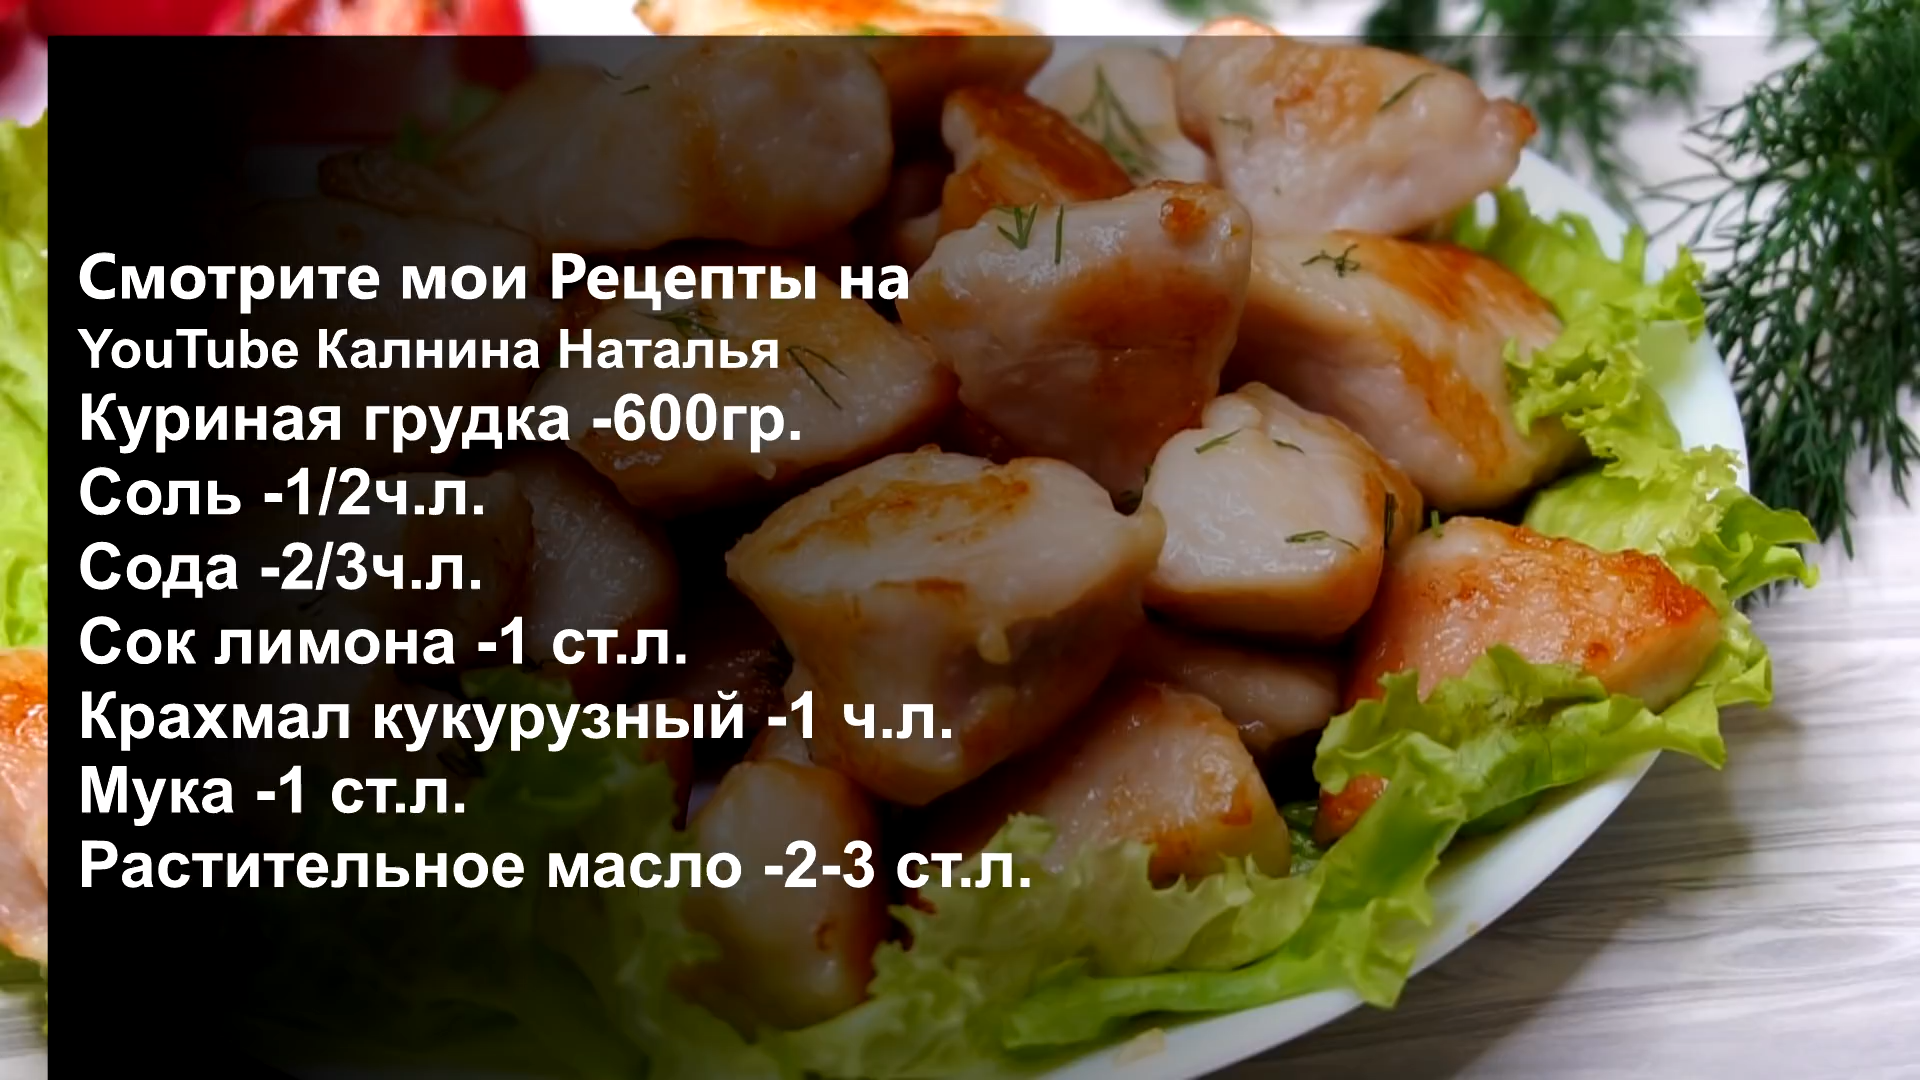 Смотрите мои Рецепты на
YouTube Калнина Наталья
Куриная грудка -600гр.
Соль -1/2ч.л.
Сода -2/3ч.л.
Сок лимона -1 ст.л.
Крахмал кукурузный -1 ч.л.
Мука -1 ст.л.
Растительное масло -2-3 ст.л.